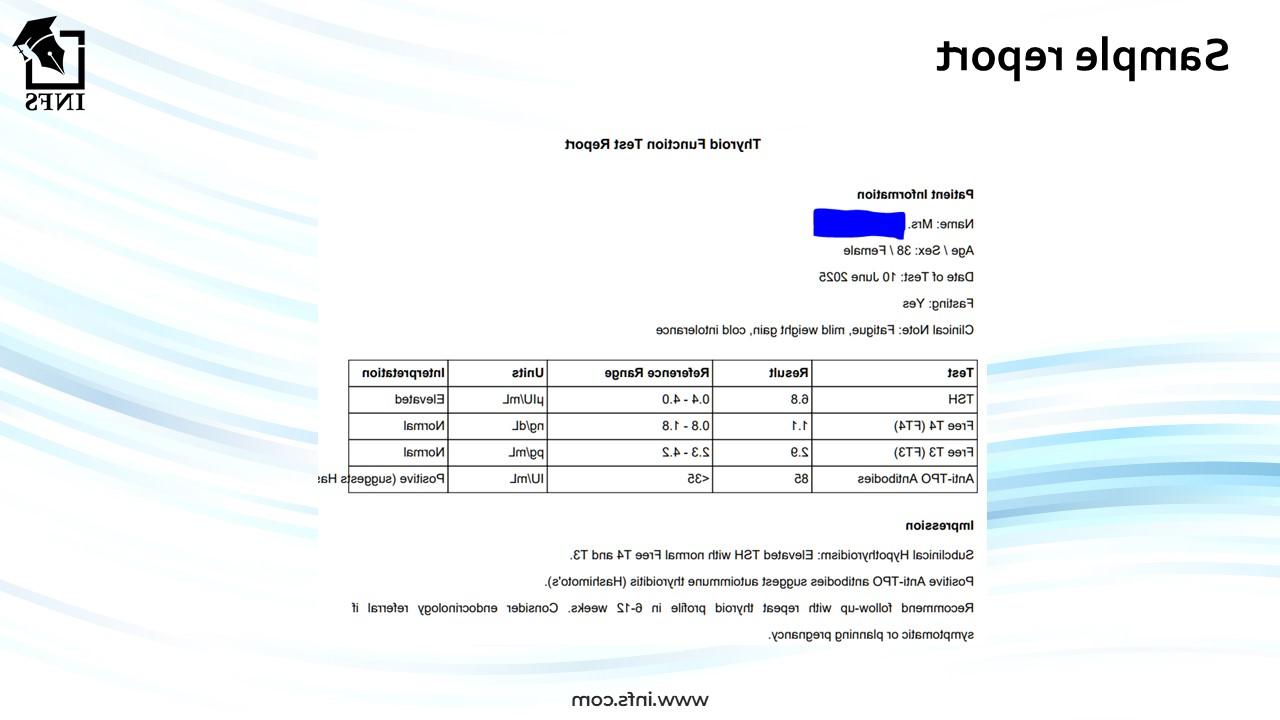 Sample report
INFS
Thyroid Function Test Report
Patient Information
Name: Mrs.
Age / Sex: 38 / Female
Date of Test: 10 June 2025
Fasting: Yes
Clinical Note: Fatigue, mild weight gain, cold intolerance
Test Result Reference Range Units Interpretation
TSH 6.8 0.4 - 4.0 µIU/mL Elevated
Free T4 (FT4) 1.1 0.8 - 1.8 ng/dL Normal
Free T3 (FT3) 2.9 2.3 - 4.2 pg/mL Normal
Anti-TPO Antibodies 85 <35 IU/mL Positive (suggests Has
Impression
Subclinical Hypothyroidism: Elevated TSH with normal Free T4 and T3.
Positive Anti-TPO antibodies suggest autoimmune thyroiditis (Hashimoto's).
Recommend follow-up with repeat thyroid profile in 6-12 weeks. Consider endocrinology referral if
symptomatic or planning pregnancy.
www.infs.com